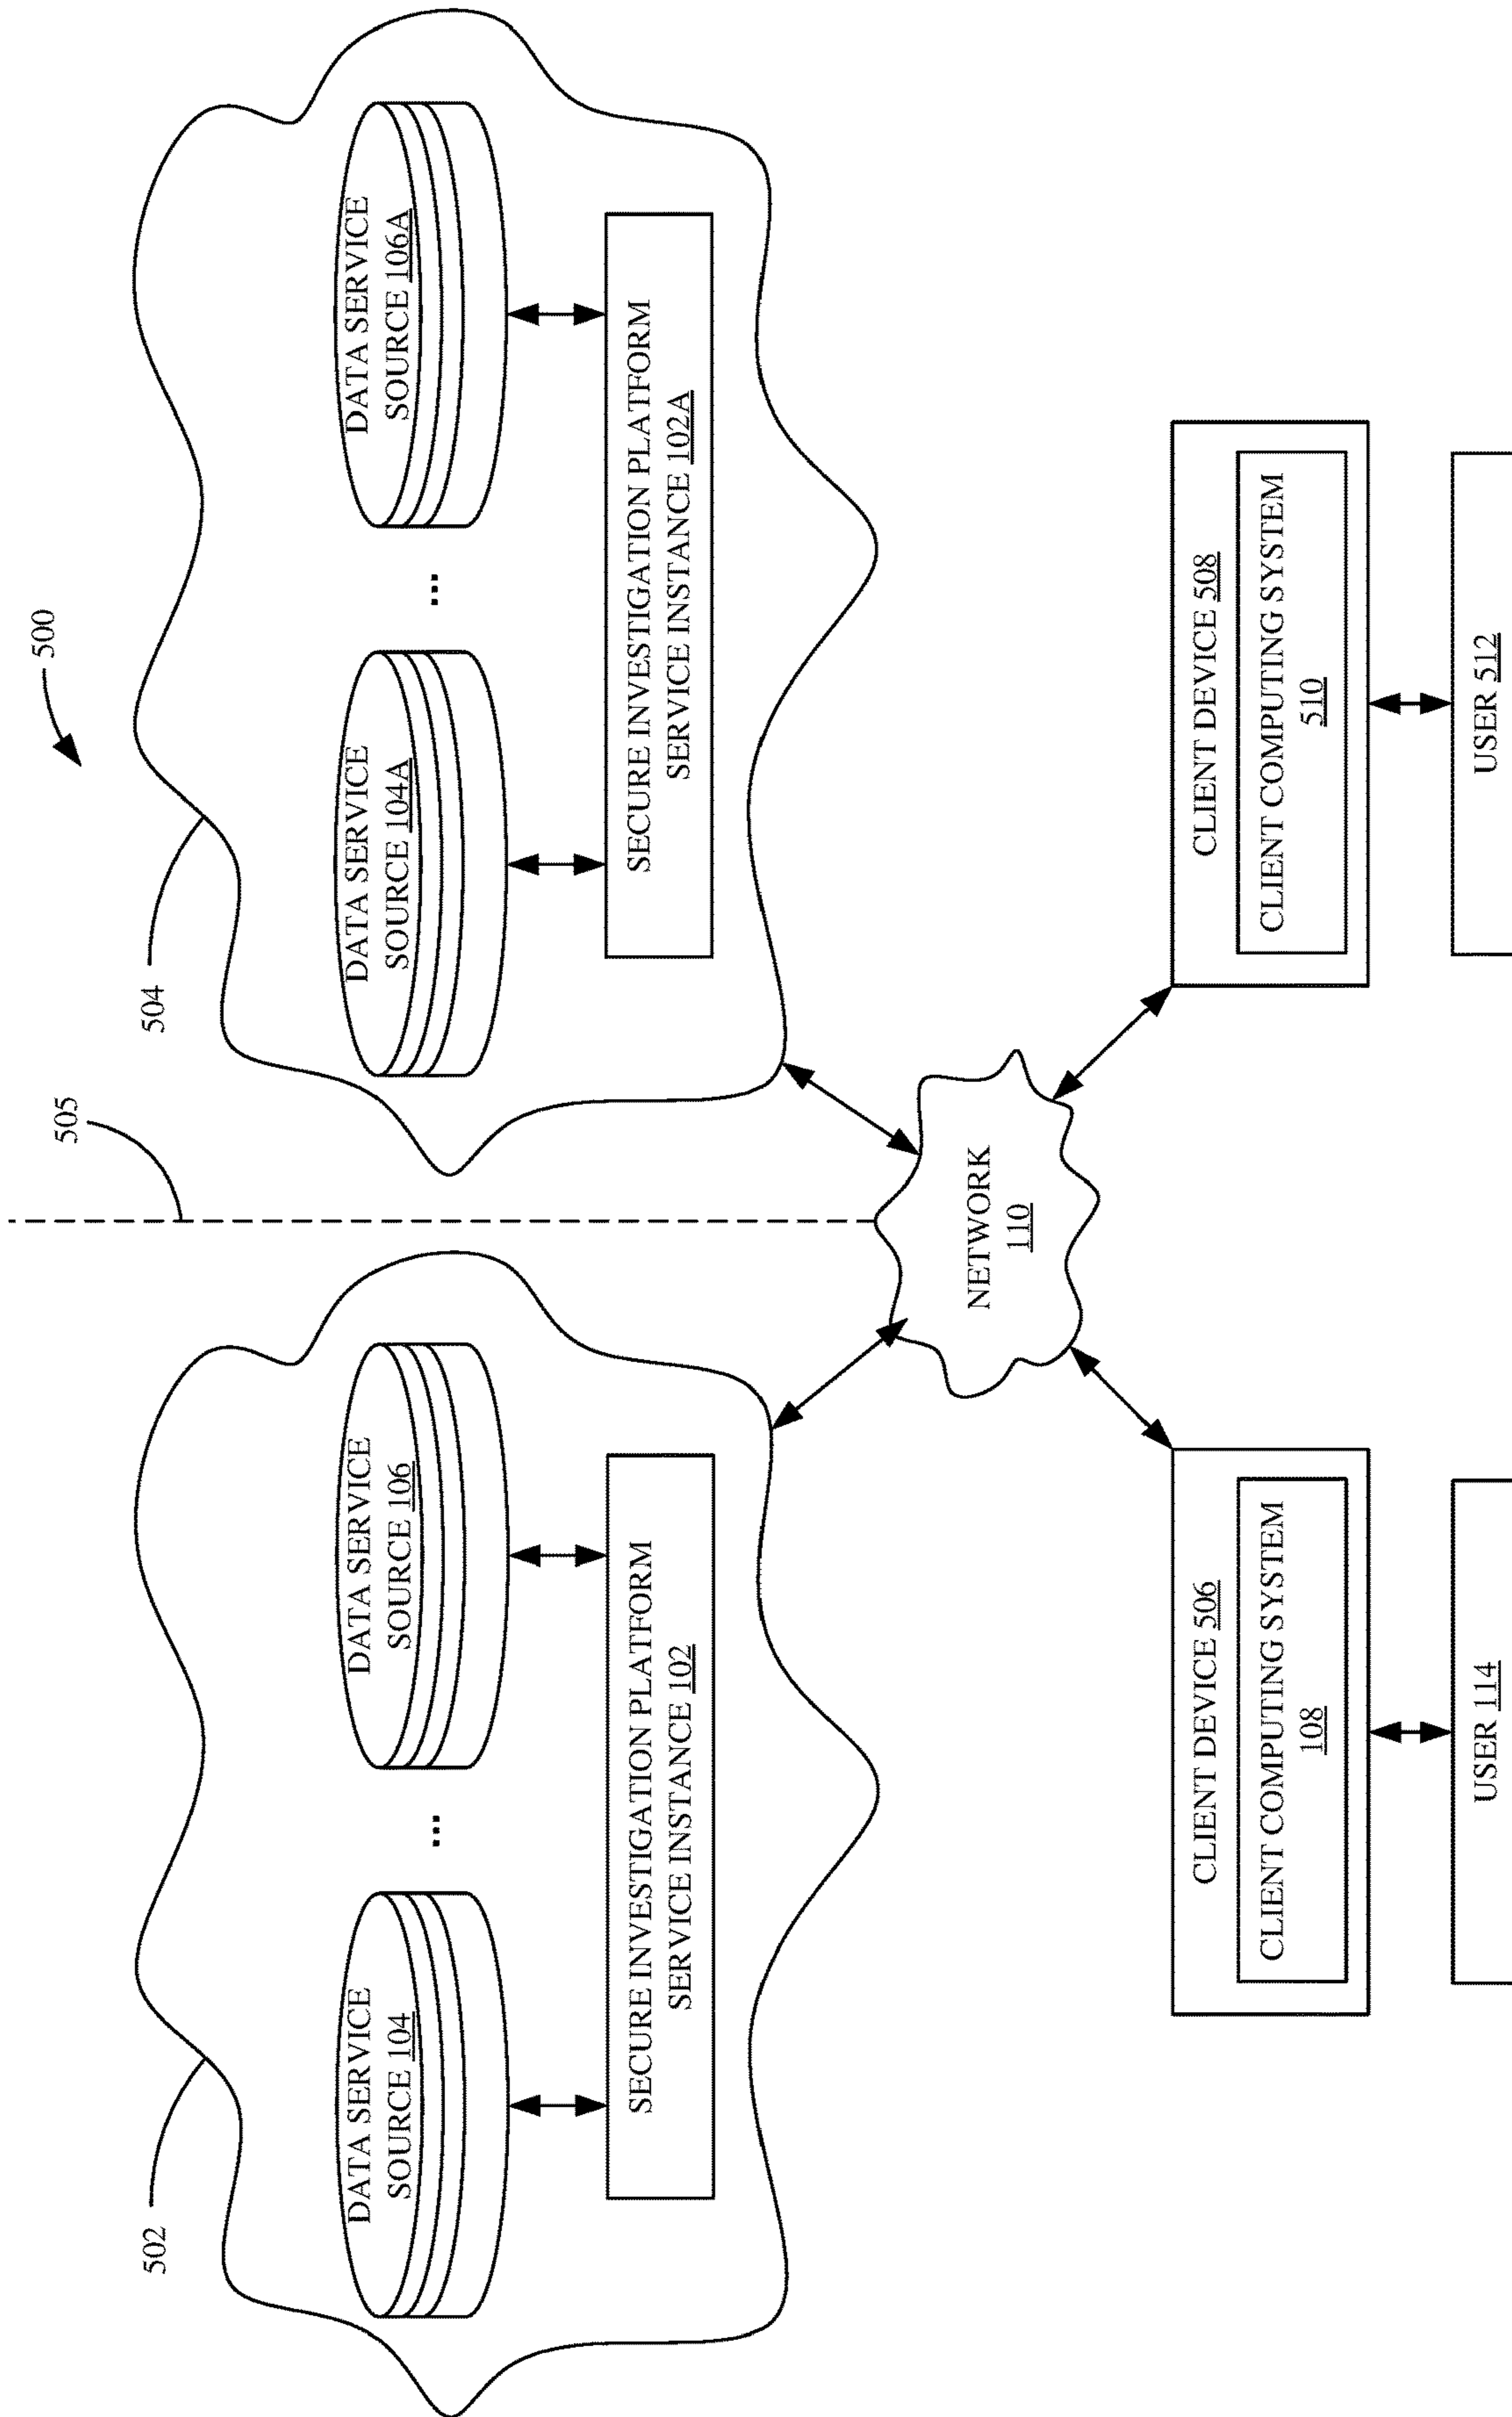 500
502
504
505
DATA SERVICE
SOURCE 104
...
DATA SERVICE
SOURCE 106
SECURE INVESTIGATION PLATFORM
SERVICE INSTANCE 102
DATA SERVICE
SOURCE 104A
...
DATA SERVICE
SOURCE 106A
SECURE INVESTIGATION PLATFORM
SERVICE INSTANCE 102A
NETWORK
110
CLIENT DEVICE 506
CLIENT COMPUTING SYSTEM
108
USER 114
CLIENT DEVICE 508
CLIENT COMPUTING SYSTEM
510
USER 512